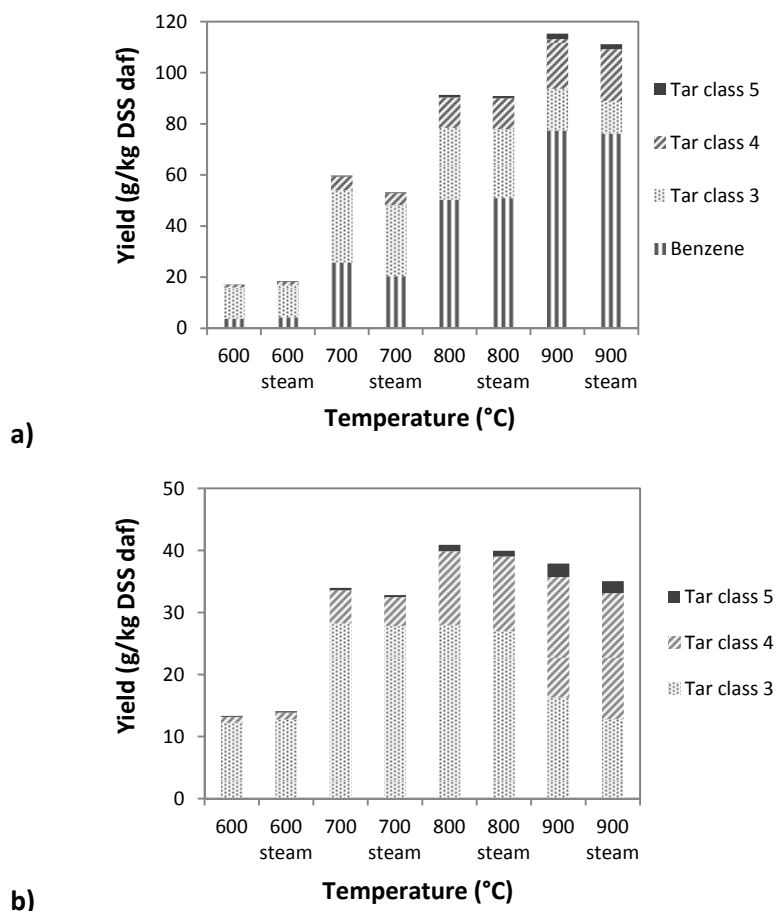 120
100
80
60
40
20
0
Yield (g/kg DSS daf)
Tar class 5
Tar class 4
Tar class 3
Benzene
600 600 700 700 800 800 900 900
steam steam steam steam
Temperature (°C)
a)
50
40
30
20
10
0
Yield (g/kg DSS daf)
Tar class 5
Tar class 4
Tar class 3
600 600 700 700 800 800 900 900
steam steam steam steam
Temperature (°C)
b)